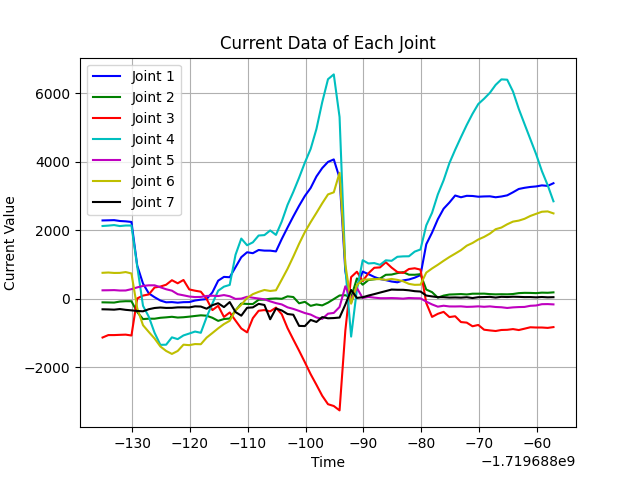 Current Data of Each Joint
Joint 1
Joint 2
Joint 3
Joint 4
Joint 5
Joint 6
Joint 7
Current Value
6000
4000
2000
0
−2000
−130
−120
−110
−100
−90
−80
−70
−60
Time
−1.719688e9